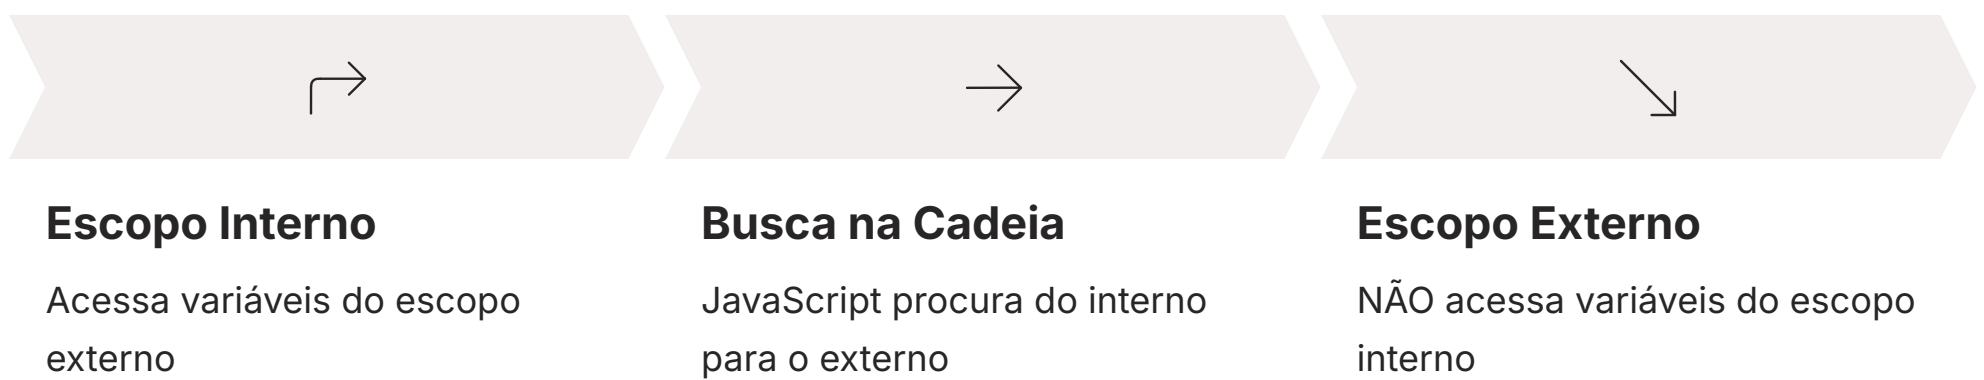 Escopo Interno
Acessa variáveis do escopo
externo
Busca na Cadeia
JavaScript procura do interno
para o externo
Escopo Externo
NÃO acessa variáveis do escopo
interno